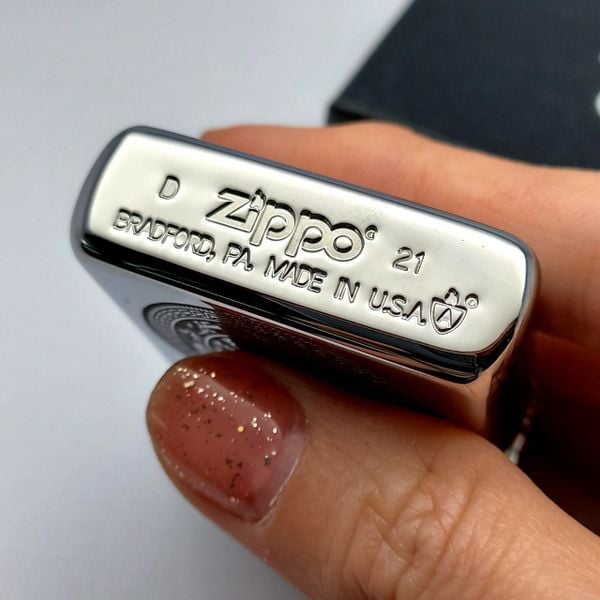 D Zippo® 21
BRADFORD, PA. MADE IN U.S.A. A